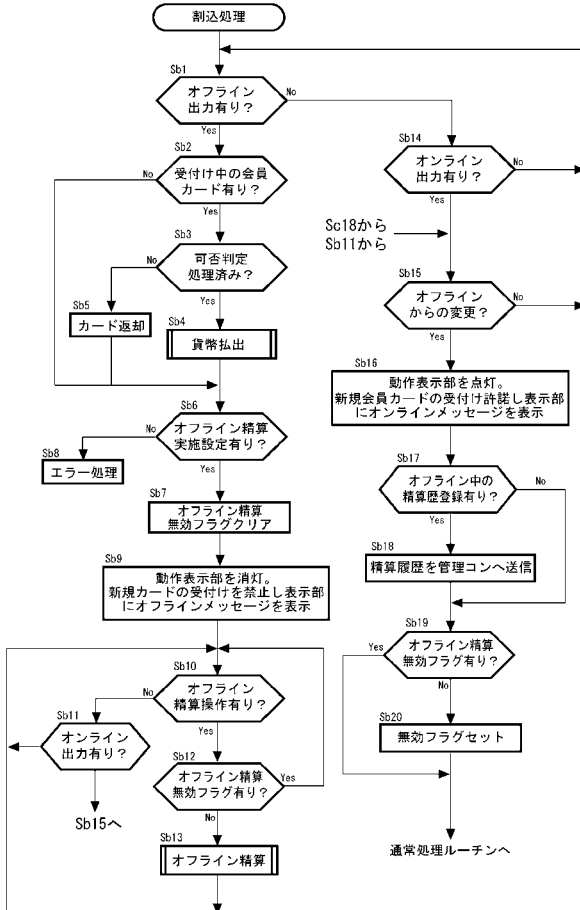 割込処理
Sb1
オフライン
出力有り？
No
Yes
Sb2
受付け中の会員
カード有り？
No
Yes
Sb3
可否判定
処理済み？
No
Yes
Sb5
カード返却
Sb4
貨幣払出
Sb6
オフライン精算
実施設定有り？
No
Yes
Sb8
エラー処理
Sb7
オフライン精算
無効フラグクリア
Sb9
動作表示部を消灯。
新規カードの受付けを禁止し表示部
にオフラインメッセージを表示
Sb10
オフライン
精算操作有り？
No
Yes
Sb11
オンライン
出力有り？
Sb15へ
Sb12
オフライン精算
無効フラグ有り？
Yes
No
Sb13
オフライン精算
Sb14
オンライン
出力有り？
No
Yes
Sc18から
Sb11から
Sb15
オフライン
からの変更？
No
Yes
Sb16
動作表示部を点灯。
新規会員カードの受付け許諾し表示部
にオンラインメッセージを表示
Sb17
オフライン中の
精算歴登録有り？
No
Yes
Sb18
精算履歴を管理コンへ送信
Sb19
オフライン精算
無効フラグ有り？
Yes
No
Sb20
無効フラグセット
通常処理ルーチンへ